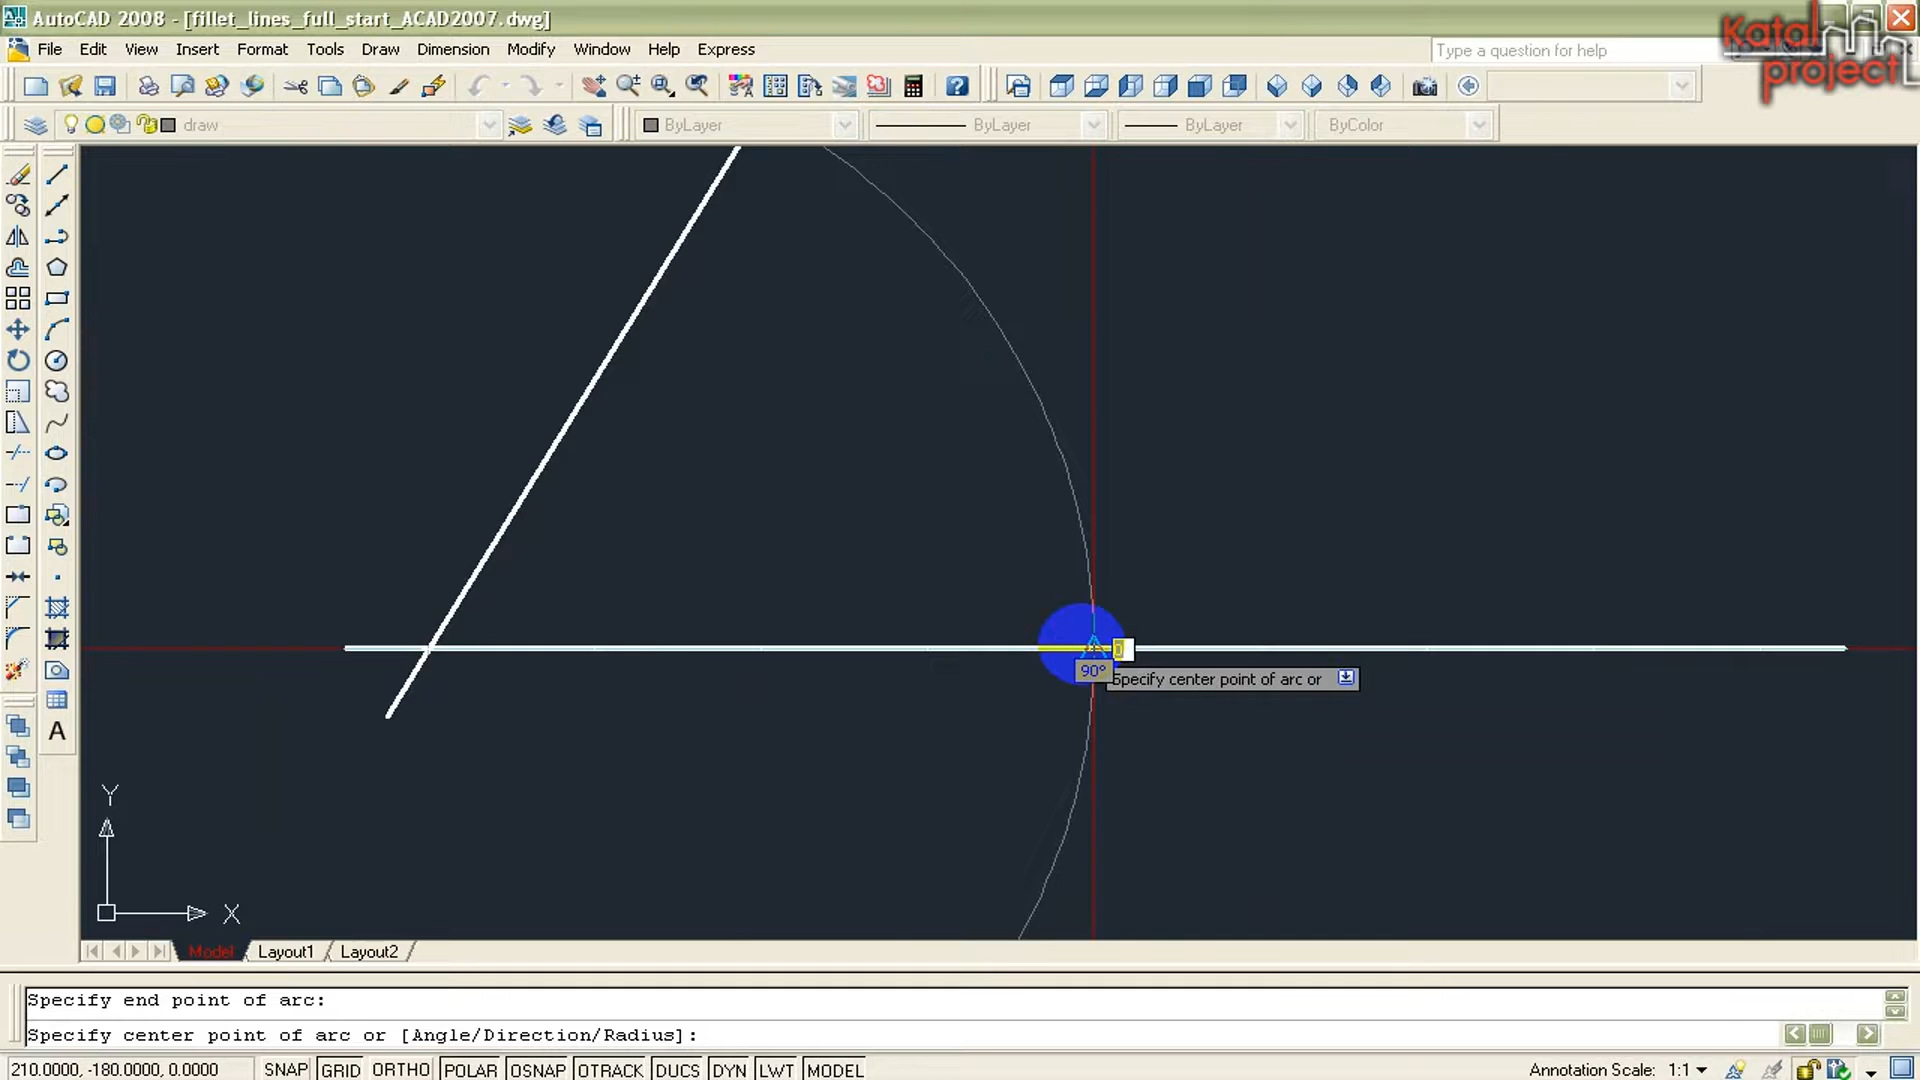 AutoCAD 2008 - [fillet_lines_full_start_ACAD2007.dwg]
Katal
project
File Edit View Insert Format Tools Draw Dimension Modify Window Help Express
Type a question for help
draw
ByLayer
ByLayer
ByLayer
ByColor
A
90°
Specify center point of arc or
Y
X
Model
Layout1
Layout2
Specify end point of arc:
Specify center point of arc or [Angle/Direction/Radius]:
210.0000, -180.0000, 0.0000
SNAP GRID ORTHO POLAR OSNAP OTRACK DUCS DYN LWT MODEL
Annotation Scale: 1:1